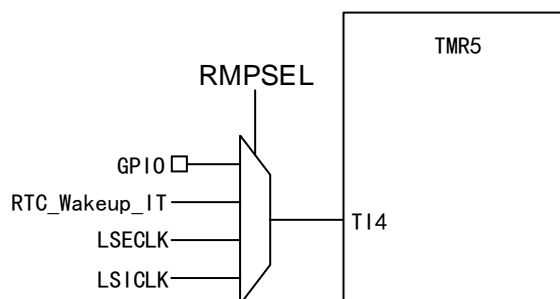 TMR5
RMPSEL
GPIO
RTC_Wakeup_IT
TI4
LSECLK
LSICLK